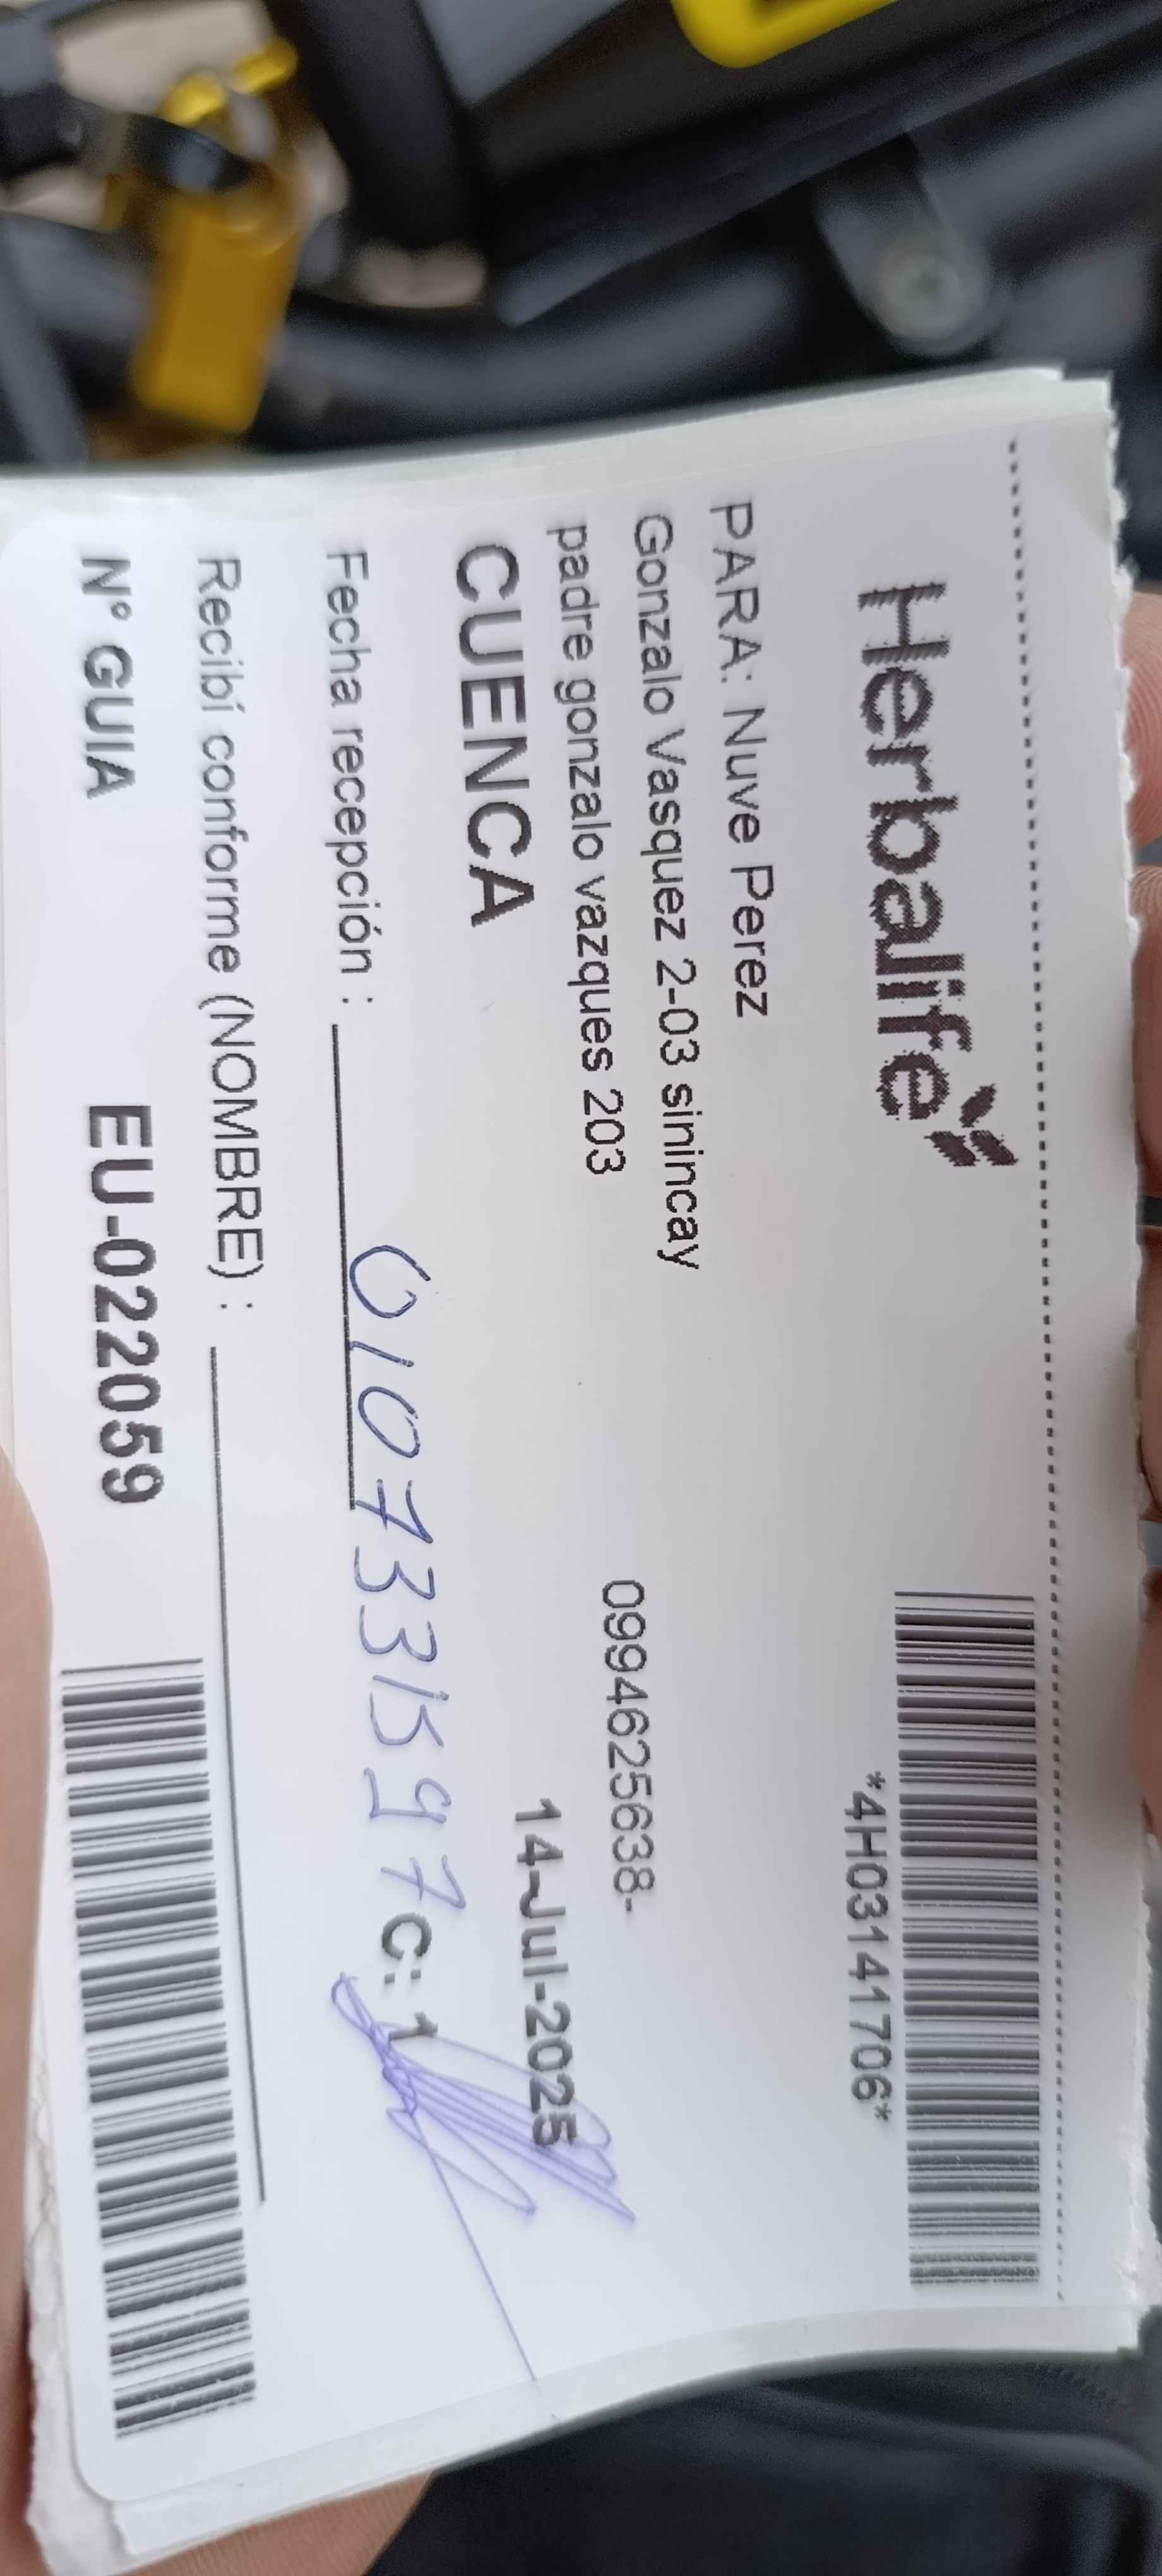 Herbalife
*4H03141706*
PARA: Nuve Perez
Gonzalo Vasquez 2-03 sinincay
padre gonzalo vazques 203
0994625638-
CUENCA
14-Jul-2025
Fecha recepción :
0107331597
C: 1
Recibí conforme (NOMBRE) :
N° GUIA EU-022059